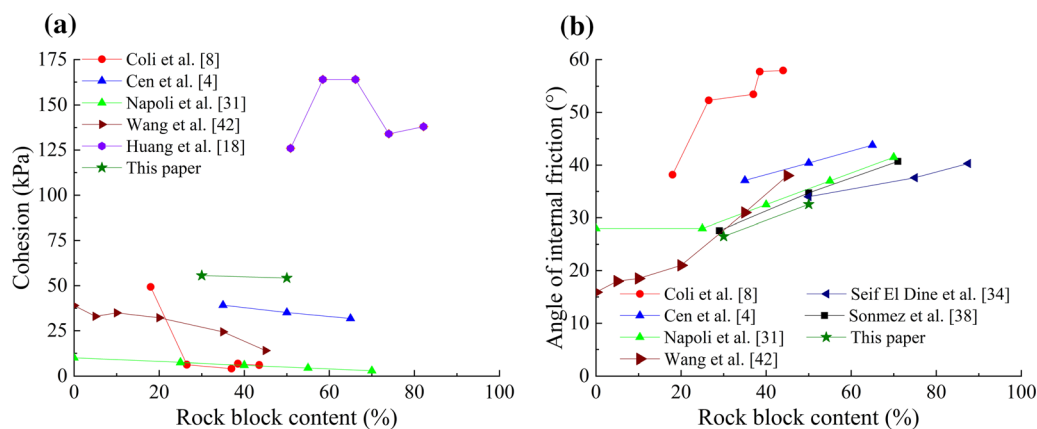 (a)
Cohesion (kPa)
175
150
125
100
75
50
25
0
Coli et al. [8]
Cen et al. [4]
Napoli et al. [31]
Wang et al. [42]
Huang et al. [18]
This paper
0 20 40 60 80 100
Rock block content (%)
(b)
Angle of internal friction (°)
60
50
40
30
20
10
0
Coli et al. [8]
Cen et al. [4]
Napoli et al. [31]
Wang et al. [42]
Seif El Dine et al. [34]
Sonmez et al. [38]
This paper
0 20 40 60 80 100
Rock block content (%)